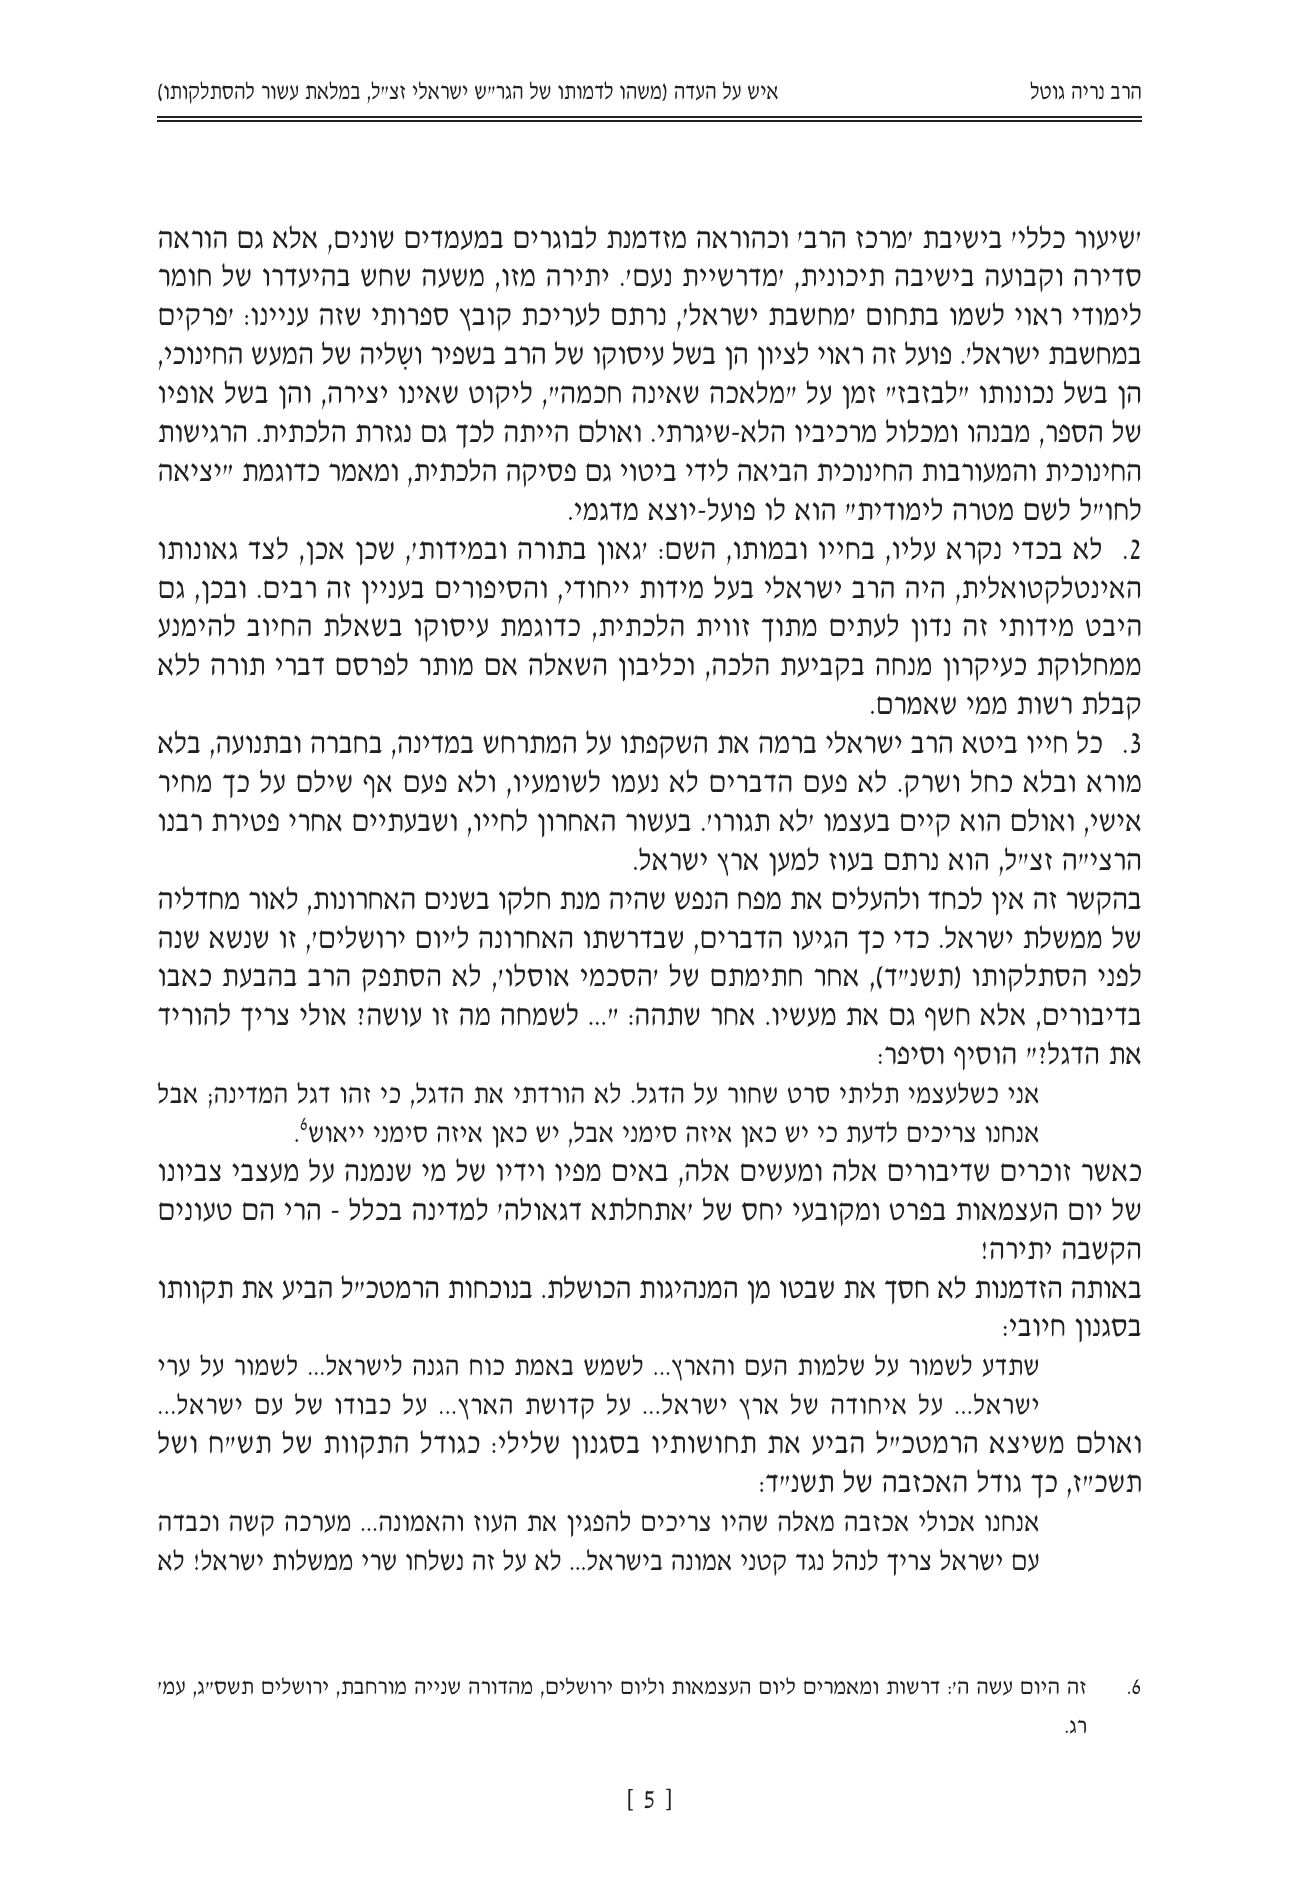 הרב נריה גוטל
איש על העדה (משהו לדמותו של הגר״ש ישראלי זצ״ל, במלאת עשור להסתלקותו)
׳שיעור כללי׳ בישיבת ׳מרכז הרב׳ וכהוראה מזדמנת לבוגרים במעמדים שונים, אלא גם הוראה
סדירה וקבועה בישיבה תיכונית, ׳מדרשיית נעם׳. יתירה מזו, משעה שחש בהיעדרו של חומר
לימודי ראוי לשמו בתחום ׳מחשבת ישראל׳, נרתם לעריכת קובץ ספרותי שזה עניינו: ׳פרקים
במחשבת ישראל׳. פועל זה ראוי לציון הן בשל עיסוקו של הרב בשפיר ושִליה של המעש החינוכי,
הן בשל נכונותו ״לבזבז״ זמן על ״מלאכה שאינה חכמה״, ליקוט שאינו יצירה, והן בשל אופיו
של הספר, מבנהו ומכלול מרכיביו הלא-שיגרתי. ואולם הייתה לכך גם נגזרת הלכתית. הרגישות
החינוכית והמעורבות החינוכית הביאה לידי ביטוי גם פסיקה הלכתית, ומאמר כדוגמת ״יציאה
לחו״ל לשם מטרה לימודית״ הוא לו פועל-יוצא מדגמי.
2. לא בכדי נקרא עליו, בחייו ובמותו, השם: ׳גאון בתורה ובמידות׳, שכן אכן, לצד גאונותו
האינטלקטואלית, היה הרב ישראלי בעל מידות ייחודי, והסיפורים בעניין זה רבים. ובכן, גם
היבט מידותי זה נדון לעתים מתוך זווית הלכתית, כדוגמת עיסוקו בשאלת החיוב להימנע
ממחלוקת כעיקרון מנחה בקביעת הלכה, וכליבון השאלה אם מותר לפרסם דברי תורה ללא
קבלת רשות ממי שאמרם.
3. כל חייו ביטא הרב ישראלי ברמה את השקפתו על המתרחש במדינה, בחברה ובתנועה, בלא
מורא ובלא כחל ושרק. לא פעם הדברים לא נעמו לשומעיו, ולא פעם אף שילם על כך מחיר
אישי, ואולם הוא קיים בעצמו ׳לא תגורו׳. בעשור האחרון לחייו, ושבעתיים אחרי פטירת רבנו
הרצי״ה זצ״ל, הוא נרתם בעוז למען ארץ ישראל.
בהקשר זה אין לכחד ולהעלים את מפח הנפש שהיה מנת חלקו בשנים האחרונות, לאור מחדליה
של ממשלת ישראל. כדי כך הגיעו הדברים, שבדרשתו האחרונה ל׳יום ירושלים׳, זו שנשא שנה
לפני הסתלקותו (תשנ״ד), אחר חתימתם של ׳הסכמי אוסלו׳, לא הסתפק הרב בהבעת כאבו
בדיבורים, אלא חשף גם את מעשיו. אחר שתהה: ״... לשמחה מה זו עושה? אולי צריך להוריד
את הדגל?״ הוסיף וסיפר:
אני כשלעצמי תליתי סרט שחור על הדגל. לא הורדתי את הדגל, כי זהו דגל המדינה; אבל
אנחנו צריכים לדעת כי יש כאן איזה סימני אבל, יש כאן איזה סימני ייאוש6.
כאשר זוכרים שדיבורים אלה ומעשים אלה, באים מפיו וידיו של מי שנמנה על מעצבי צביונו
של יום העצמאות בפרט ומקובעי יחס של ׳אתחלתא דגאולה׳ למדינה בכלל - הרי הם טעונים
הקשבה יתירה!
באותה הזדמנות לא חסך את שבטו מן המנהיגות הכושלת. בנוכחות הרמטכ״ל הביע את תקוותו
בסגנון חיובי:
שתדע לשמור על שלמות העם והארץ... לשמש באמת כוח הגנה לישראל... לשמור על ערי
ישראל... על איחודה של ארץ ישראל... על קדושת הארץ... על כבודו של עם ישראל...
ואולם משיצא הרמטכ״ל הביע את תחושותיו בסגנון שלילי: כגודל התקוות של תש״ח ושל
תשכ״ז, כך גודל האכזבה של תשנ״ד:
אנחנו אכולי אכזבה מאלה שהיו צריכים להפגין את העוז והאמונה... מערכה קשה וכבדה
עם ישראל צריך לנהל נגד קטני אמונה בישראל... לא על זה נשלחו שרי ממשלות ישראל! לא
6. זה היום עשה ה׳: דרשות ומאמרים ליום העצמאות וליום ירושלים, מהדורה שנייה מורחבת, ירושלים תשס״ג, עמ׳
רג.
[ 5 ]